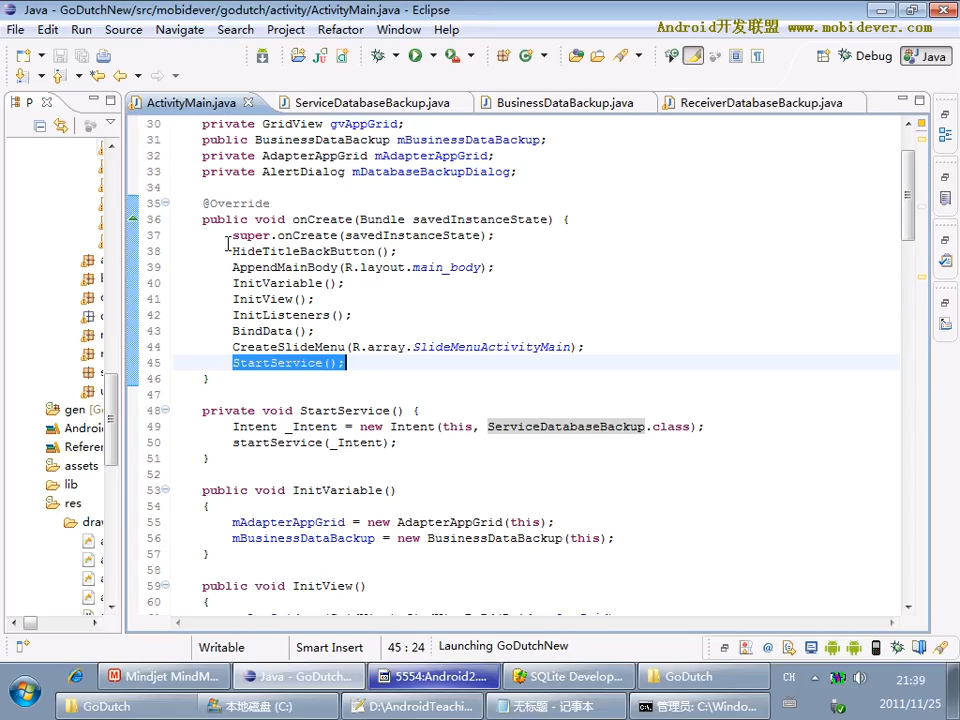 Java - GoDutchNew/src/mobidever/godutch/activity/ActivityMain.java - Eclipse
File Edit Run Source Navigate Search Project Refactor Window Help
Android开发联盟 www.mobidever.com
Debug Java
P ActivityMain.java ServiceDatabaseBackup.java BusinessDataBackup.java ReceiverDatabaseBackup.java
30 private GridView gvAppGrid;
31 public BusinessDataBackup mBusinessDataBackup;
32 private AdapterAppGrid mAdapterAppGrid;
33 private AlertDialog mDatabaseBackupDialog;
34
35 @Override
36 public void onCreate(Bundle savedInstanceState) {
37 super.onCreate(savedInstanceState);
38 HideTitleBackButton();
39 AppendMainBody(R.layout.main_body);
40 InitVariable();
41 InitView();
42 InitListeners();
43 BindData();
44 CreateSlideMenu(R.array.SlideMenuActivityMain);
45 StartService();
46 }
47
48 private void StartService() {
49 Intent _Intent = new Intent(this, ServiceDatabaseBackup.class);
50 startService(_Intent);
51 }
52
53 public void InitVariable()
54 {
55 mAdapterAppGrid = new AdapterAppGrid(this);
56 mBusinessDataBackup = new BusinessDataBackup(this);
57 }
58
59 public void InitView()
60 {
gen [G
Androi
Referer
assets
lib
res
drav
Writable Smart Insert 45 : 24 Launching GoDutchNew
Mindjet MindM... Java - GoDutch... 5554:Android2.... SQLite Develop... GoDutch
CH 21:39
GoDutch 本地磁盘 (C:) D:\AndroidTeachin... 无标题 - 记事本 管理员: C:\Window...
2011/11/25